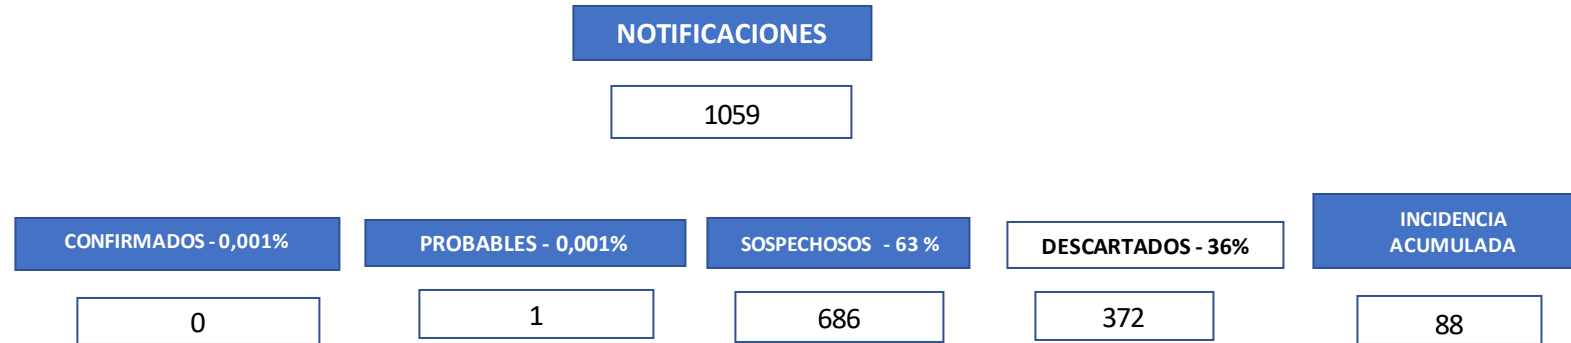 NOTIFICACIONES
1059
CONFIRMADOS - 0,001%
PROBABLES - 0,001%
SOSPECHOSOS - 63 %
DESCARTADOS - 36%
INCIDENCIA
ACUMULADA
0
1
686
372
88